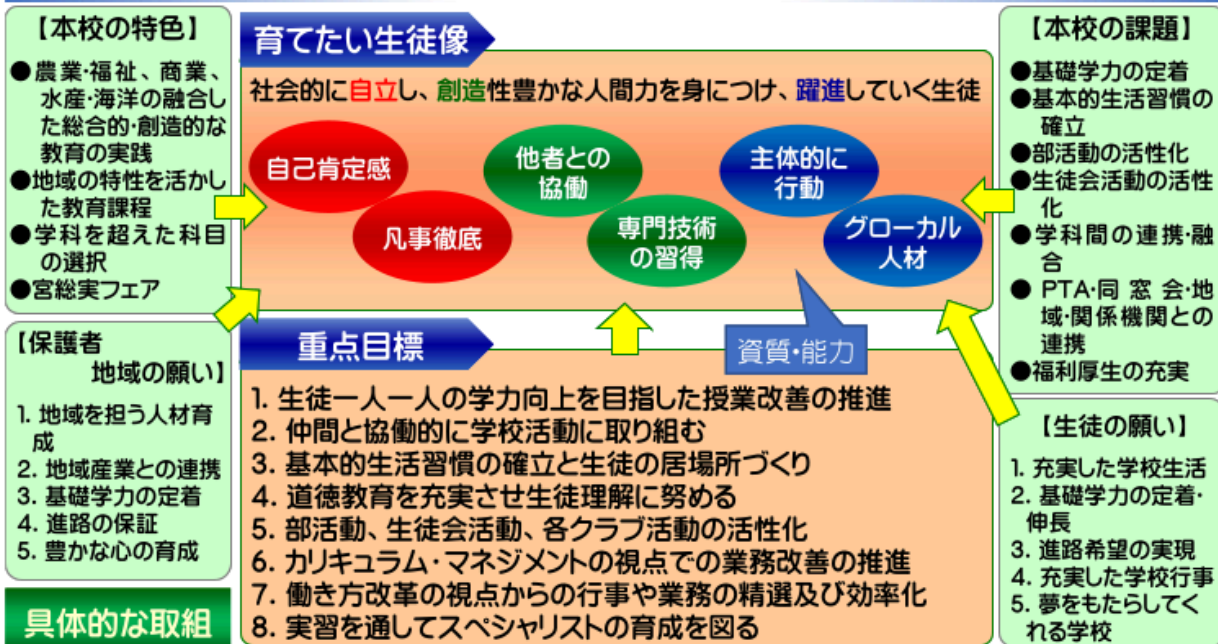 【本校の特色】
●農業・福祉、商業、
水産・海洋の融合し
た総合的・創造的な
教育の実践
●地域の特性を活かし
た教育課程
●学科を超えた科目
の選択
●宮総実フェア
【保護者
地域の願い】
1. 地域を担う人材育
成
2. 地域産業との連携
3. 基礎学力の定着
4. 進路の保証
5. 豊かな心の育成
具体的な取組
育てたい生徒像
社会的に自立し、創造性豊かな人間力を身につけ、躍進していく生徒
自己肯定感
凡事徹底
他者との
協働
専門技術
の習得
主体的に
行動
グローカル
人材
資質・能力
重点目標
1. 生徒一人一人の学力向上を目指した授業改善の推進
2. 仲間と協働的に学校活動に取り組む
3. 基本的生活習慣の確立と生徒の居場所づくり
4. 道徳教育を充実させ生徒理解に努める
5. 部活動、生徒会活動、各クラブ活動の活性化
6. カリキュラム・マネジメントの視点での業務改善の推進
7. 働き方改革の視点からの行事や業務の精選及び効率化
8. 実習を通してスペシャリストの育成を図る
【本校の課題】
●基礎学力の定着
●基本的生活習慣の
確立
●部活動の活性化
●生徒会活動の活性
化
●学科間の連携・融
合
● PTA・同窓会・地
域・関係機関との
連携
●福利厚生の充実
【生徒の願い】
1. 充実した学校生活
2. 基礎学力の定着・
伸長
3. 進路希望の実現
4. 充実した学校行事
5. 夢をもたらしてく
れる学校